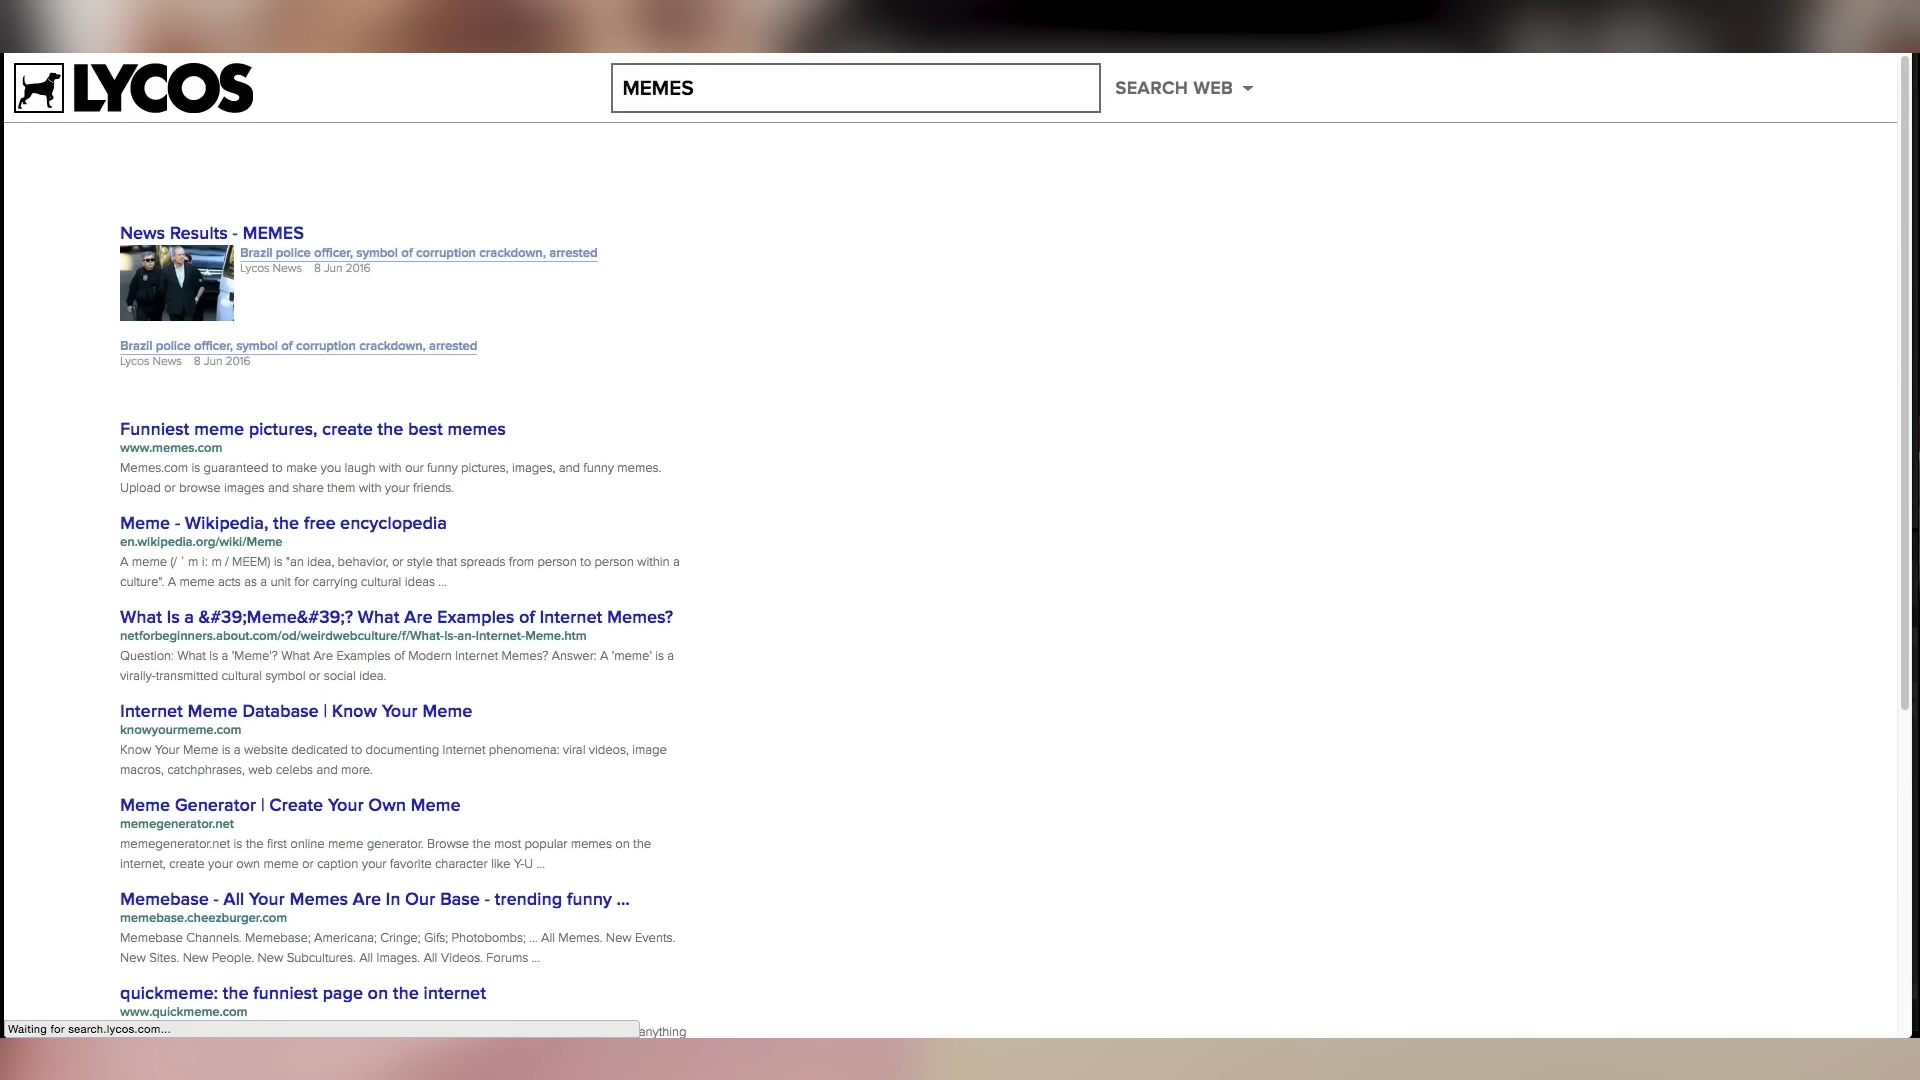 LYCOS
MEMES
SEARCH WEB
News Results - MEMES
Brazil police officer, symbol of corruption crackdown, arrested
Lycos News 8 Jun 2016
Brazil police officer, symbol of corruption crackdown, arrested
Lycos News 8 Jun 2016
Funniest meme pictures, create the best memes
www.memes.com
Memes.com is guaranteed to make you laugh with our funny pictures, images, and funny memes.
Upload or browse images and share them with your friends.
Meme - Wikipedia, the free encyclopedia
en.wikipedia.org/wiki/Meme
A meme (/ ˈ m i: m / MEEM) is "an idea, behavior, or style that spreads from person to person within a
culture". A meme acts as a unit for carrying cultural ideas ...
What Is a &#39;Meme&#39;? What Are Examples of Internet Memes?
netforbeginners.about.com/od/weirdwebculture/f/What-Is-an-Internet-Meme.htm
Question: What Is a 'Meme'? What Are Examples of Modern Internet Memes? Answer: A 'meme' is a
virally-transmitted cultural symbol or social idea.
Internet Meme Database | Know Your Meme
knowyourmeme.com
Know Your Meme is a website dedicated to documenting Internet phenomena: viral videos, image
macros, catchphrases, web celebs and more.
Meme Generator | Create Your Own Meme
memegenerator.net
memegenerator.net is the first online meme generator. Browse the most popular memes on the
internet, create your own meme or caption your favorite character like Y-U ...
Memebase - All Your Memes Are In Our Base - trending funny ...
memebase.cheezburger.com
Memebase Channels. Memebase; Americana; Cringe; Gifs; Photobombs; ... All Memes. New Events.
New Sites. New People. New Subcultures. All Images. All Videos. Forums ...
quickmeme: the funniest page on the internet
www.quickmeme.com
Waiting for search.lycos.com... anything